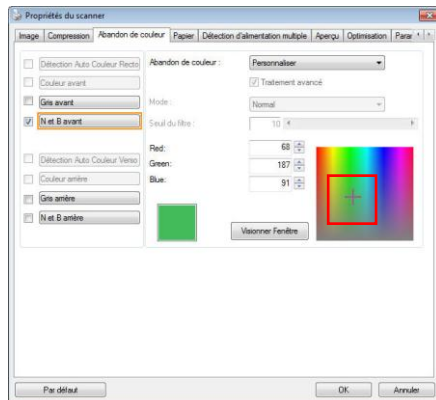 Propriétés du scanner
Image Compression Abandon de couleur Papier Détection d'alimentation multiple Aperçu Optimisation Parar
Détection Auto Couleur Recto
Couleur avant
Gris avant
N et B avant
Détection Auto Couleur Verso
Couleur arrière
Gris arrière
N et B arrière
Abandon de couleur : Personnaliser
Traitement avancé
Mode : Normal
Seuil du filtre : 10
Red: 68
Green: 187
Blue: 91
Visionner Fenêtre
Par défaut OK Annuler